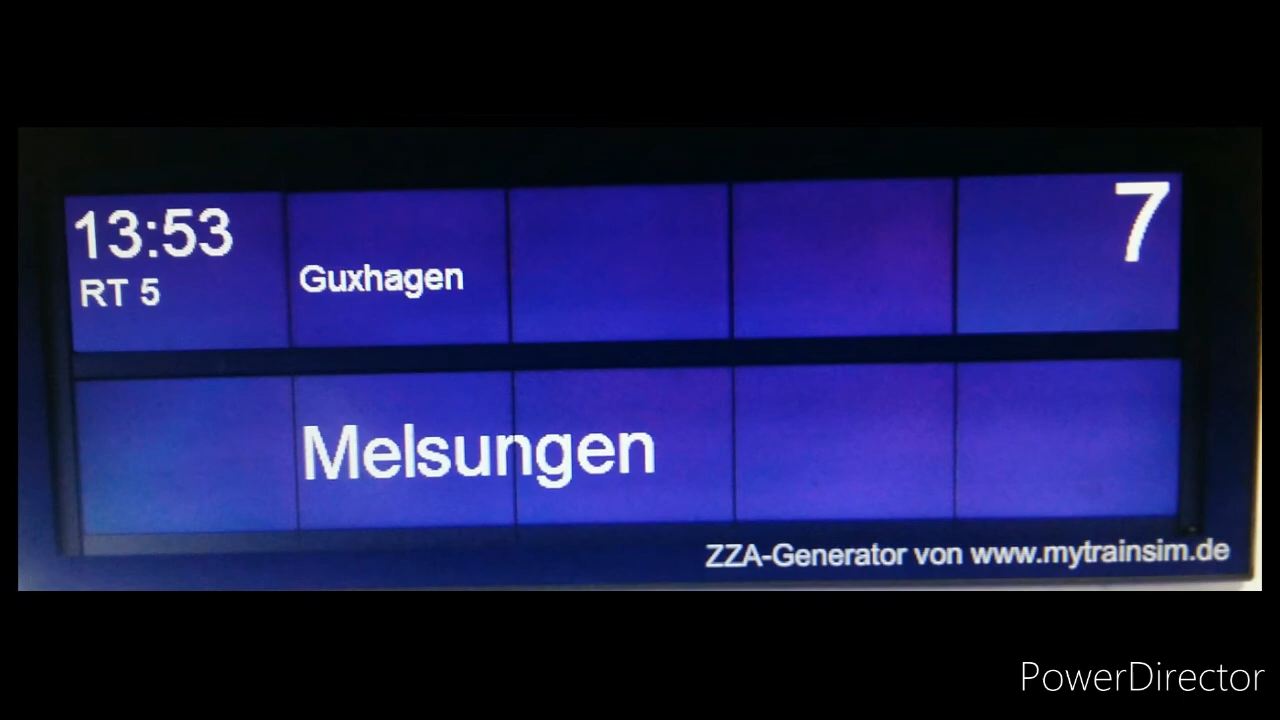 13:53
7
RT 5
Guxhagen
Melsungen
ZZA-Generator von www.mytrainsim.de
PowerDirector